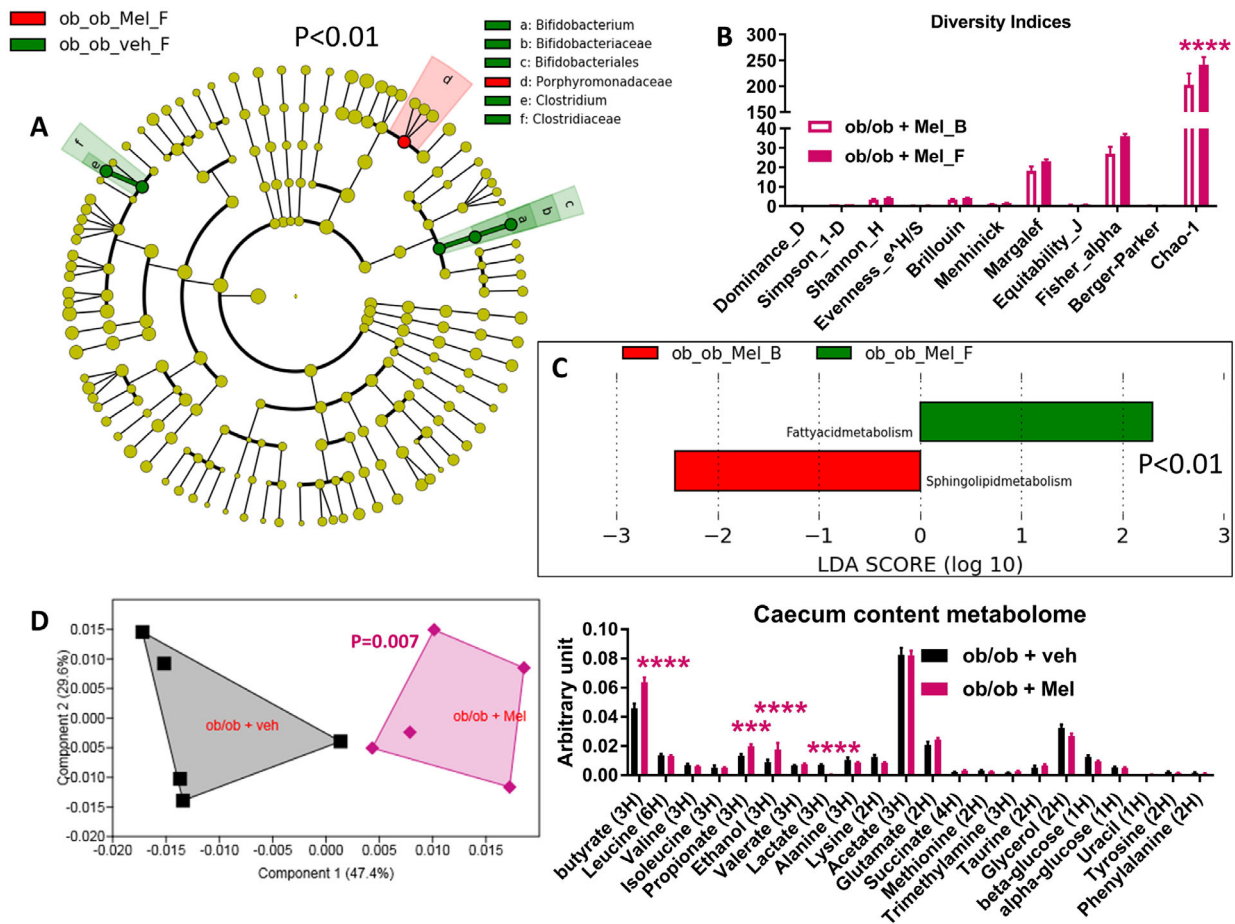 ob_ob_Mel_F
ob_ob_veh_F
P<0.01
a: Bifidobacterium
b: Bifidobacteriaceae
c: Bifidobacteriales
d: Porphyromonadaceae
e: Clostridium
f: Clostridiaceae
A
d
f
e
a
b
c
B
Diversity Indices
300
250
200
150
40
30
20
10
0
ob/ob + Mel_B
ob/ob + Mel_F
****
Dominance_D
Simpson_1-D
Shannon_H
Evenness_e^H/S
Brillouin
Menhinick
Margalef
Equitability_J
Fisher_alpha
Berger-Parker
Chao-1
C
ob_ob_Mel_B
ob_ob_Mel_F
Fattyacidmetabolism
Sphingolipidmetabolism
P<0.01
−3 −2 −1 0 1 2 3
LDA SCORE (log 10)
D
Component 2 (29.6%)
0.015
0.010
0.005
0.000
-0.005
-0.010
-0.015
-0.020
P=0.007
ob/ob + veh
ob/ob + Mel
-0.020 -0.015 -0.010 -0.005 0.000 0.005 0.010 0.015
Component 1 (47.4%)
Caecum content metabolome
Arbitrary unit
0.10
0.08
0.06
0.04
0.02
0.00
ob/ob + veh
ob/ob + Mel
****
***
****
****
butyrate (3H)
Leucine (6H)
Valine (3H)
Isoleucine (3H)
Propionate (3H)
Ethanol (3H)
Valerate (3H)
Lactate (3H)
Alanine (3H)
Lysine (2H)
Acetate (3H)
Glutamate (2H)
Succinate (4H)
Methionine (2H)
Trimethylamine (3H)
Taurine (2H)
Glycerol (2H)
beta-glucose (1H)
alpha-glucose (1H)
Uracil (1H)
Tyrosine (2H)
Phenylalanine (2H)